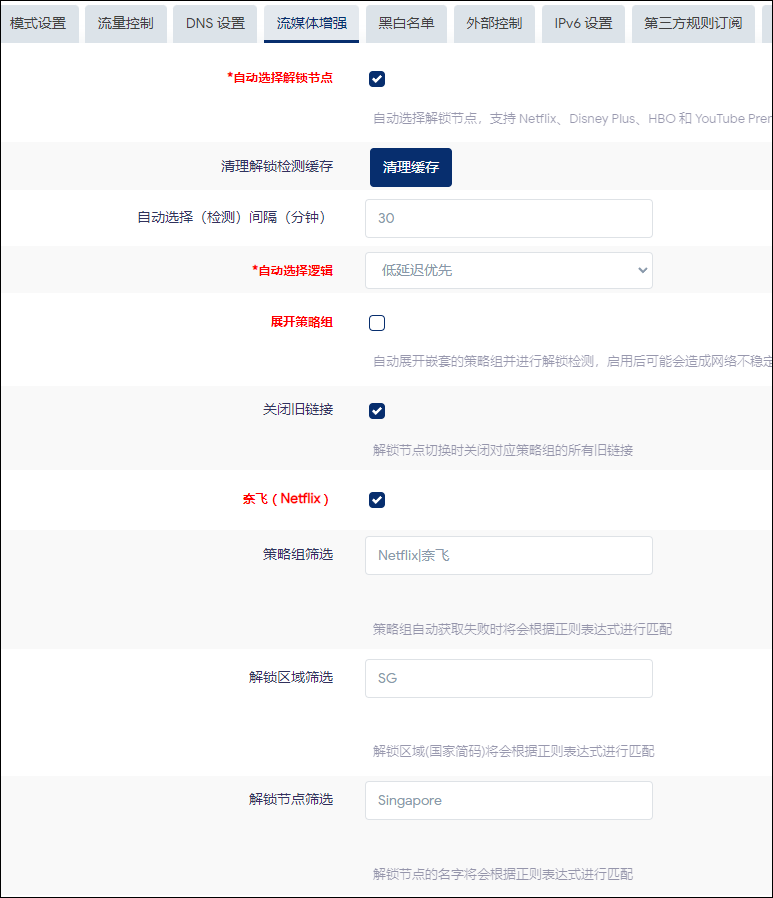 模式设置 流量控制 DNS 设置 流媒体增强 黑白名单 外部控制 IPv6 设置 第三方规则订阅
*自动选择解锁节点
自动选择解锁节点，支持 Netflix、Disney Plus、HBO 和 YouTube Prem
清理解锁检测缓存 清理缓存
自动选择（检测）间隔（分钟） 30
*自动选择逻辑 低延迟优先
展开策略组
自动展开嵌套的策略组并进行解锁检测，启用后可能会造成网络不稳定
关闭旧链接
解锁节点切换时关闭对应策略组的所有旧链接
奈飞 ( Netflix )
策略组筛选 Netflix|奈飞
策略组自动获取失败时将会根据正则表达式进行匹配
解锁区域筛选 SG
解锁区域(国家简码)将会根据正则表达式进行匹配
解锁节点筛选 Singapore
解锁节点的名字将会根据正则表达式进行匹配